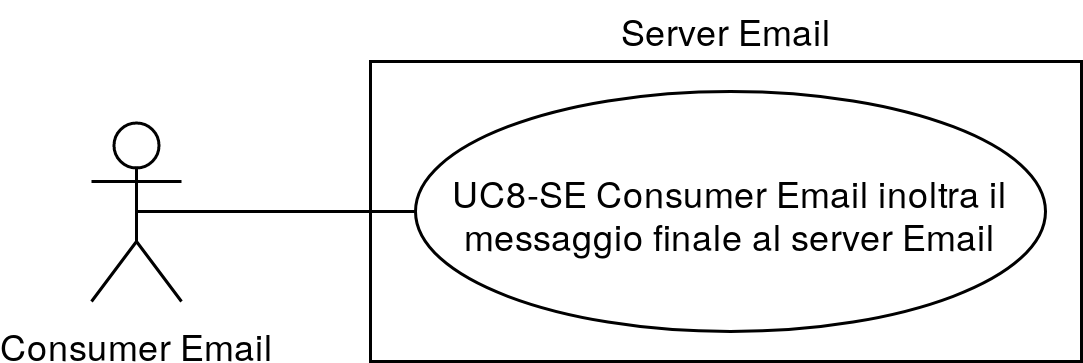 Server Email
UC8-SE Consumer Email inoltra il
messaggio finale al server Email
Consumer Email